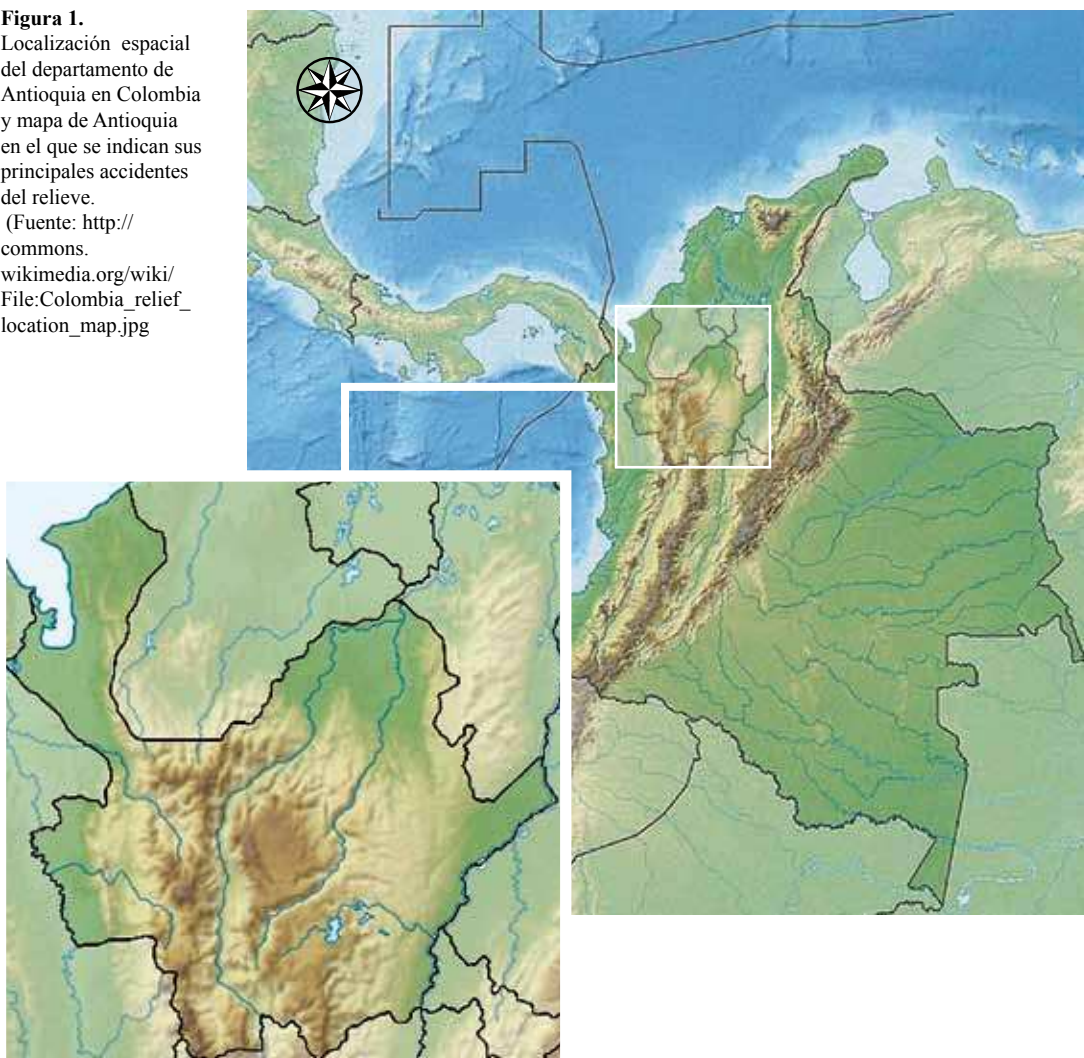 Figura 1.
Localización espacial
del departamento de
Antioquia en Colombia
y mapa de Antioquia
en el que se indican sus
principales accidentes
del relieve.
(Fuente: http://
commons.
wikimedia.org/wiki/
File:Colombia_relief_
location_map.jpg